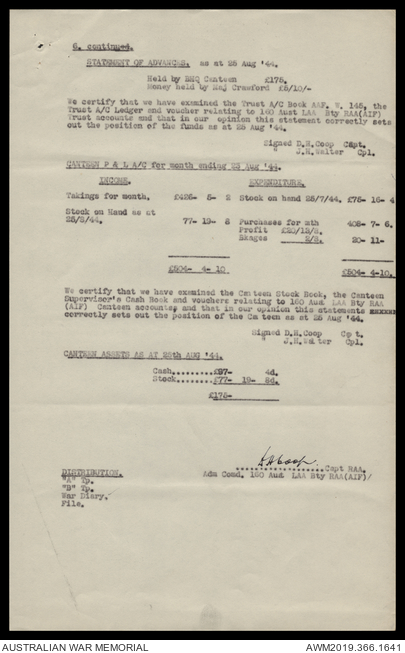 6. continued.
STATEMENT OF ADVANCES. as at 25 Aug '44.
Held by BHQ Canteen £175.
Money held by Maj Crawford £5/10/-
We certify that we have examined the Trust A/C Book AAF. W. 145, the
Trust A/C Ledger and voucher relating to 160 Aust LAA Bty RAA(AIF)
Trust accounts and that in our opinion this statement correctly sets
out the position of the funds as at 25 Aug '44.
Signed D.H.Coop Capt.
J.H.Walter Cpl.
CANTEEN P & L A/C for month ending 25 Aug '44.
INCOME. EXPENDITURE.
Takings for month. £426- 5- 2 Stock on hand 25/7/44. £75- 16- 4
Stock on Hand as at
25/8/44. 77- 19- 8 Purchases for mth 408- 7- 6.
Profit £20/13/8.
Bkages 2/8. 20- 11-
£504- 4- 10 £504- 4-10.
We certify that we have examined the Canteen Stock Book, the Canteen
Supervisor's Cash Book and vouchers relating to 160 Aust LAA Bty RAA
(AIF) Canteen accounts, and that in our opinion this statements
correctly sets out the position of the Canteen as at 25 Aug '44.
Signed D.H.Coop Capt.
J.H.Walter Cpl.
CANTEEN ASSETS AS AT 25th AUG '44.
Cash........£97- 4d.
Stock.......£77- 19- 8d.
£175-
DHCoop
Capt RAA.
Adm Comd. 160 Aust LAA Bty RAA(AIF)/
DISTRIBUTION.
"A" Tp.
"B" Tp.
War Diary.
File.
AUSTRALIAN WAR MEMORIAL AWM2019.366.1641